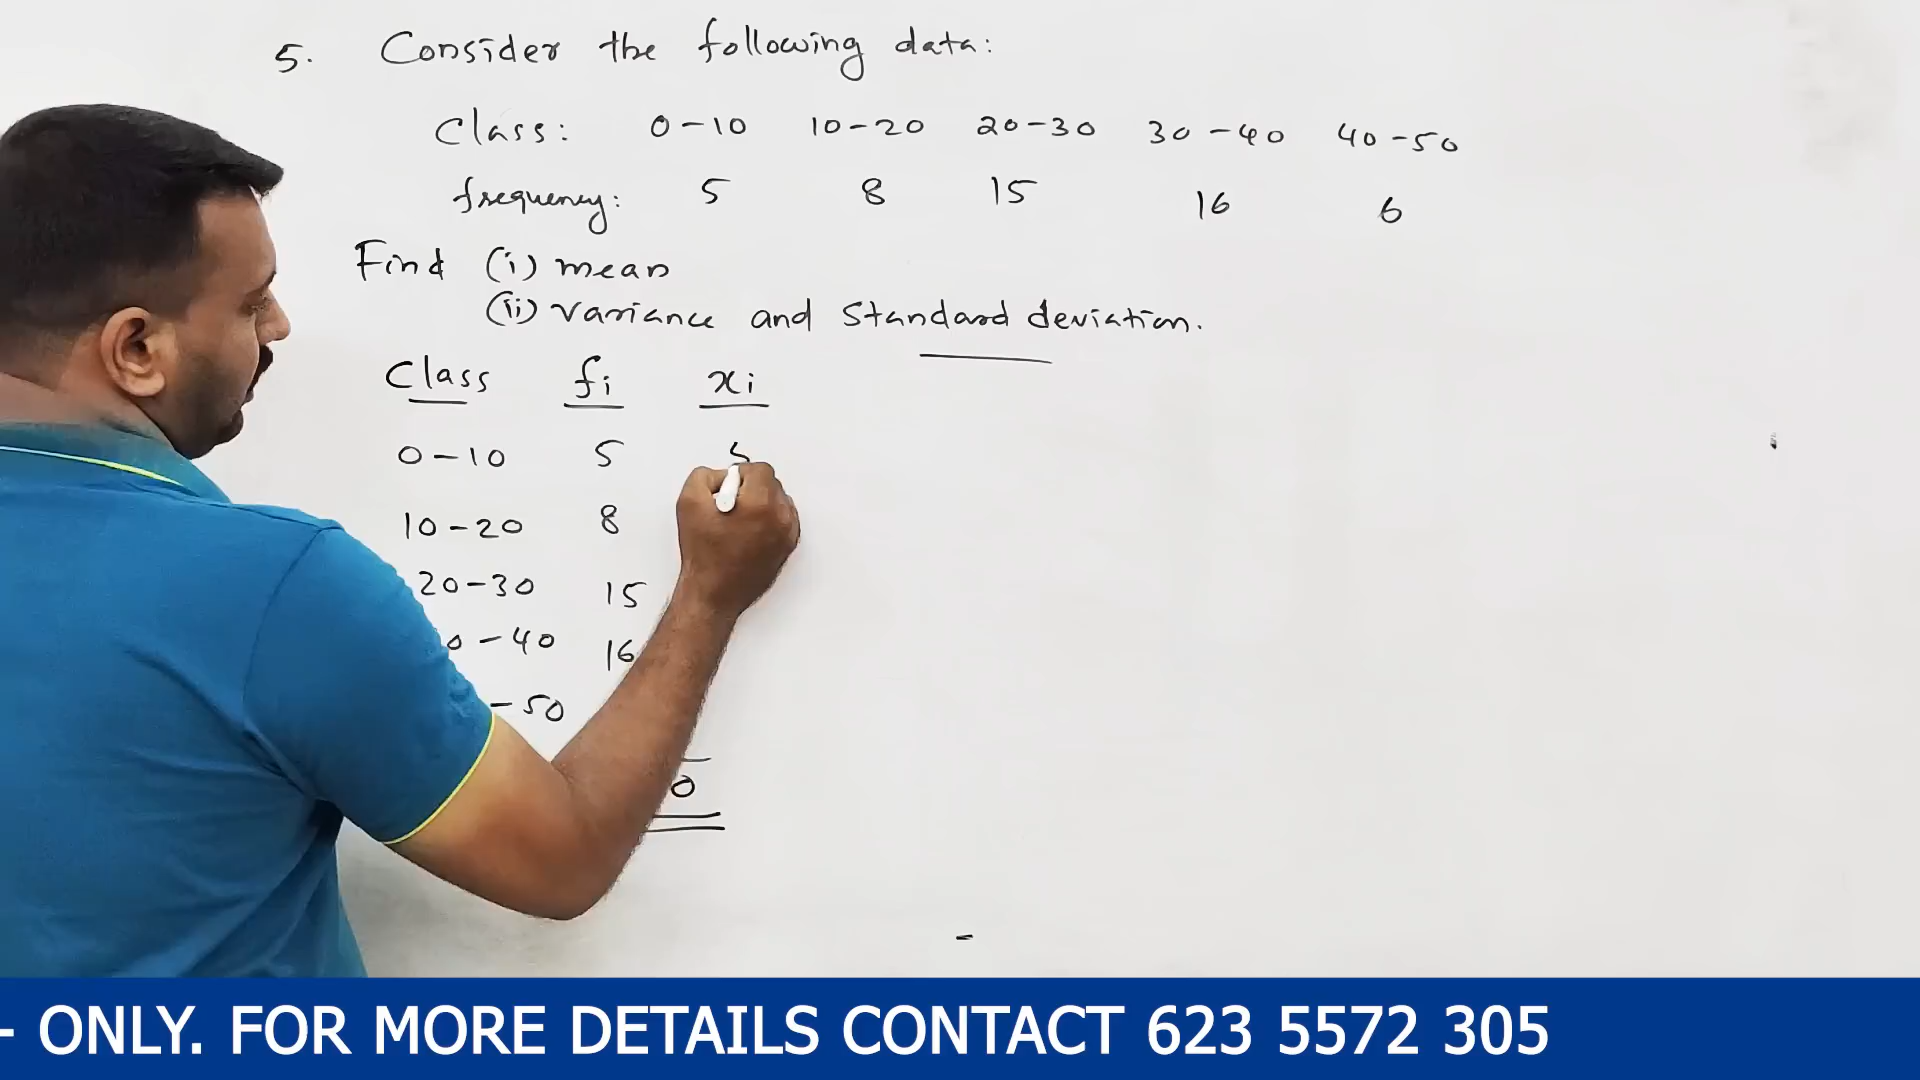 5. Consider the following data:
Class: 0-10 10-20 20-30 30-40 40-50
frequency: 5 8 15 16 6
Find (i) mean
(ii) variance and standard deviation.
Class fi xi
0-10 5 5
10-20 8
20-30 15
0-40 16
-50
0
- ONLY. FOR MORE DETAILS CONTACT 623 5572 305